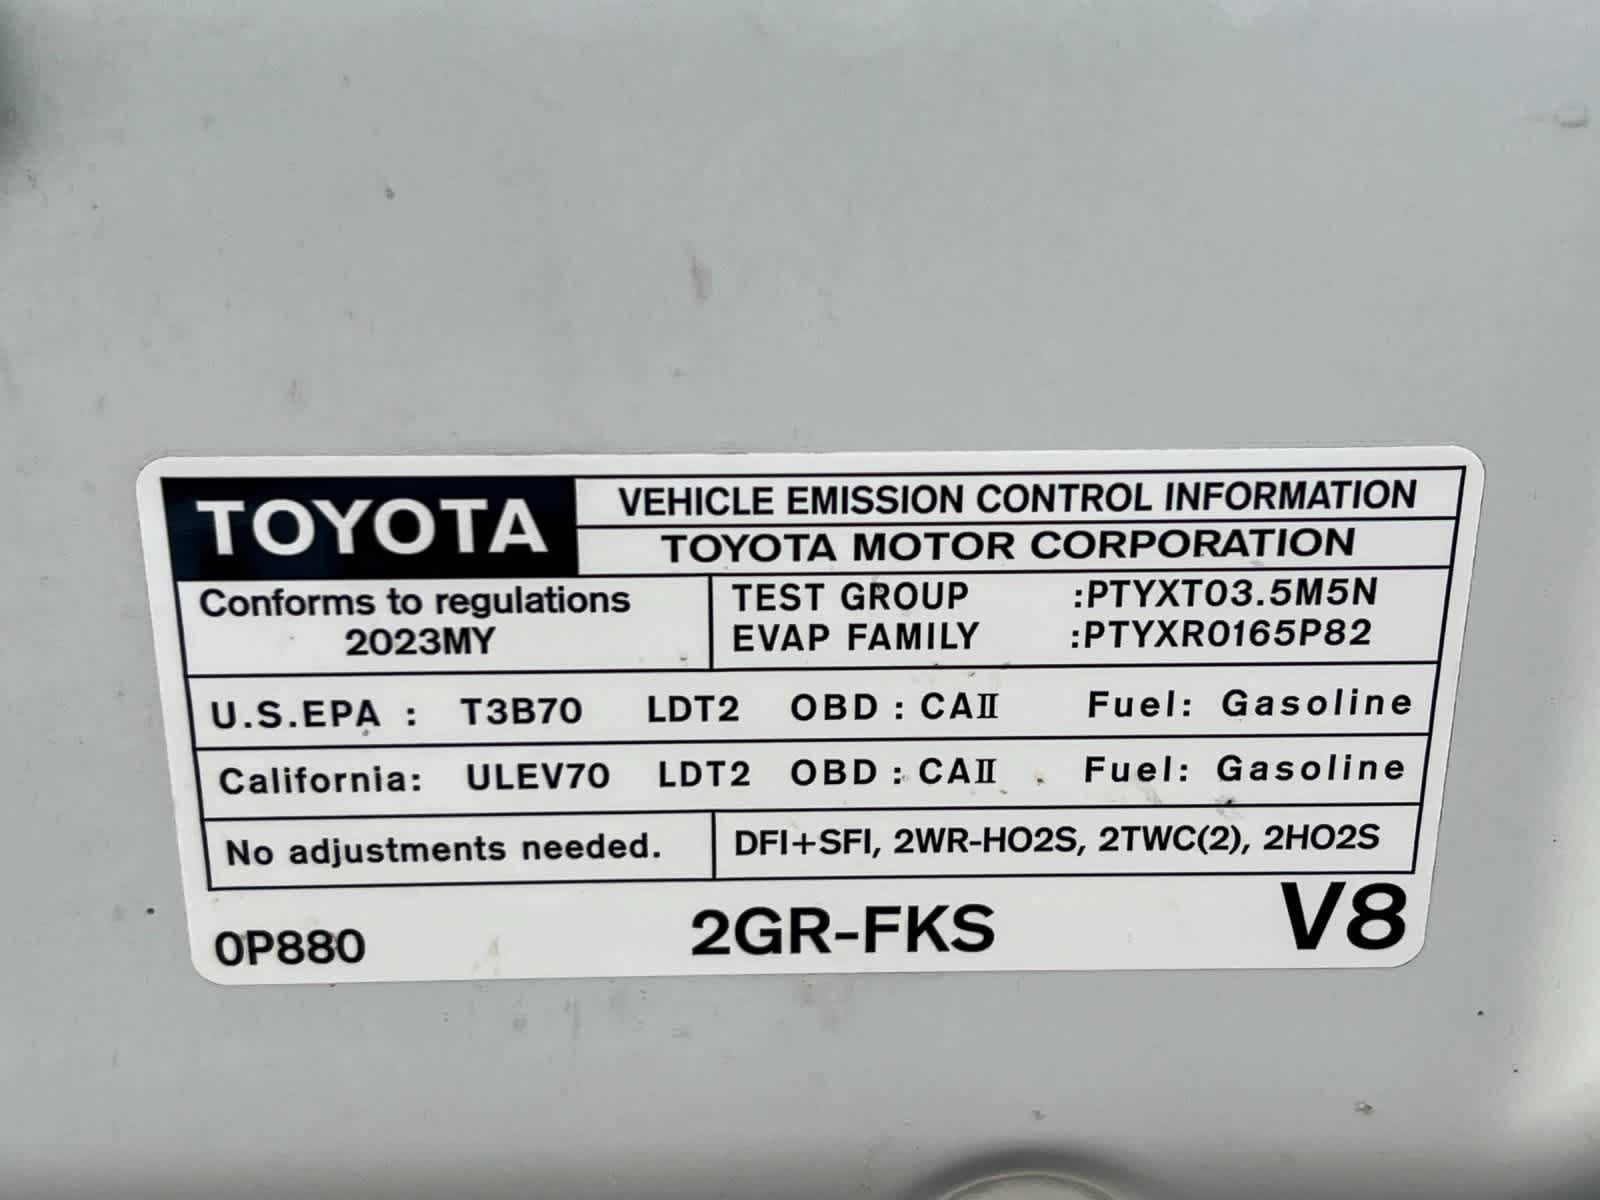 TOYOTA
VEHICLE EMISSION CONTROL INFORMATION
TOYOTA MOTOR CORPORATION
Conforms to regulations
2023MY
TEST GROUP :PTYXT03.5M5N
EVAP FAMILY :PTYXR0165P82
U.S.EPA : T3B70 LDT2 OBD : CAII Fuel: Gasoline
California: ULEV70 LDT2 OBD : CAII Fuel: Gasoline
No adjustments needed.
DFI+SFI, 2WR-HO2S, 2TWC(2), 2HO2S
0P880 2GR-FKS V8